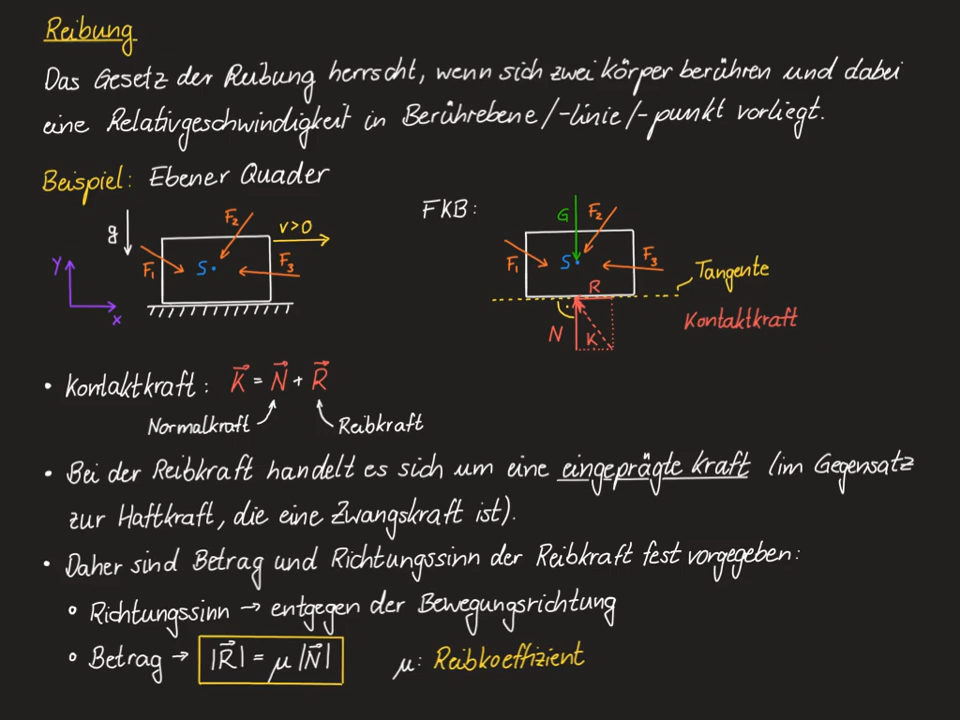 Reibung
Das Gesetz der Reibung herrscht, wenn sich zwei körper berühren und dabei
eine Relativgeschwindigkeit in Berührebene/-linie/-punkt vorliegt.
Beispiel: Ebener Quader
g
F₁
F₂
v>0
F₃
S
y
x
FKB:
G
F₂
F₁
S
F₃
Tangente
R
N
K
Kontaktkraft
• Kontaktkraft: K⃗ = N⃗ + R⃗
Normalkraft
Reibkraft
• Bei der Reibkraft handelt es sich um eine eingeprägte kraft (im Gegensatz
zur Haftkraft, die eine Zwangskraft ist).
• Daher sind Betrag und Richtungssinn der Reibkraft fest vorgegeben:
∘ Richtungssinn → entgegen der Bewegungsrichtung
∘ Betrag → |R⃗| = μ |N⃗| μ: Reibkoeffizient